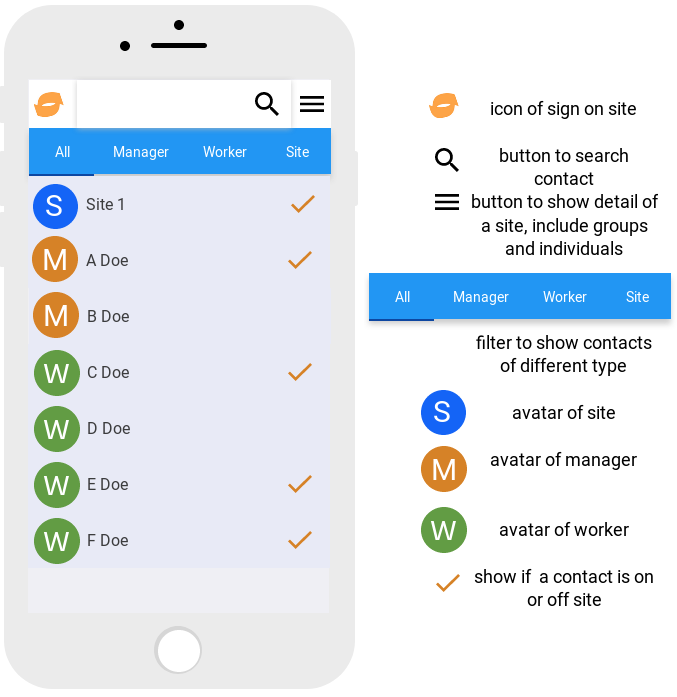 All Manager Worker Site
S Site 1
M A Doe
M B Doe
W C Doe
W D Doe
W E Doe
W F Doe
icon of sign on site
button to search
contact
button to show detail of
a site, include groups
and individuals
All Manager Worker Site
filter to show contacts
of different type
S avatar of site
M avatar of manager
W avatar of worker
show if a contact is on
or off site